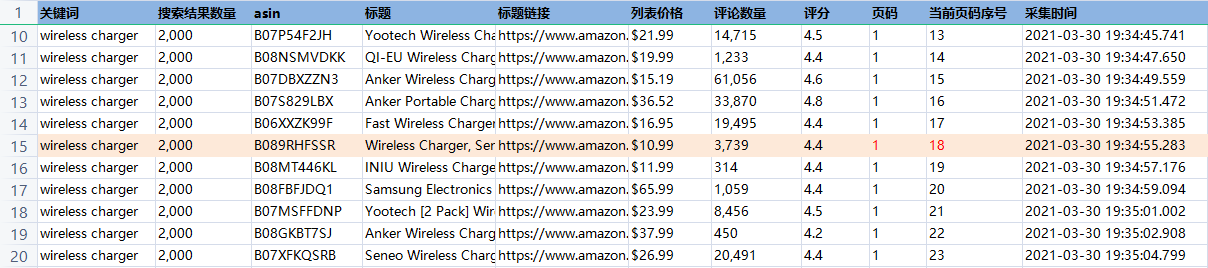 1 关键词 搜索结果数量 asin 标题 标题链接 列表价格 评论数量 评分 页码 当前页码序号 采集时间
10 wireless charger 2,000 B07P54F2JH Yootech Wireless Cha https://www.amazon. $21.99 14,715 4.5 1 13 2021-03-30 19:34:45.741
11 wireless charger 2,000 B08NSMVDKK QI-EU Wireless Charg https://www.amazon. $19.99 1,233 4.4 1 14 2021-03-30 19:34:47.650
12 wireless charger 2,000 B07DBXZZN3 Anker Wireless Charg https://www.amazon. $15.19 61,056 4.6 1 15 2021-03-30 19:34:49.559
13 wireless charger 2,000 B07S829LBX Anker Portable Charg https://www.amazon. $36.52 33,870 4.8 1 16 2021-03-30 19:34:51.472
14 wireless charger 2,000 B06XXZK99F Fast Wireless Charger https://www.amazon. $16.95 19,495 4.4 1 17 2021-03-30 19:34:53.385
15 wireless charger 2,000 B089RHFSSR Wireless Charger, Ser https://www.amazon. $10.99 3,739 4.4 1 18 2021-03-30 19:34:55.283
16 wireless charger 2,000 B08MT446KL INIU Wireless Charge https://www.amazon. $11.99 314 4.4 1 19 2021-03-30 19:34:57.176
17 wireless charger 2,000 B08FBFJDQ1 Samsung Electronics https://www.amazon. $65.99 1,059 4.4 1 20 2021-03-30 19:34:59.094
18 wireless charger 2,000 B07MSFFDNP Yootech [2 Pack] Wir https://www.amazon. $23.99 8,456 4.5 1 21 2021-03-30 19:35:01.002
19 wireless charger 2,000 B08GKBT7SJ Anker Wireless Charg https://www.amazon. $37.99 450 4.2 1 22 2021-03-30 19:35:02.908
20 wireless charger 2,000 B07XFKQSRB Seneo Wireless Charg https://www.amazon. $26.99 20,491 4.4 1 23 2021-03-30 19:35:04.799